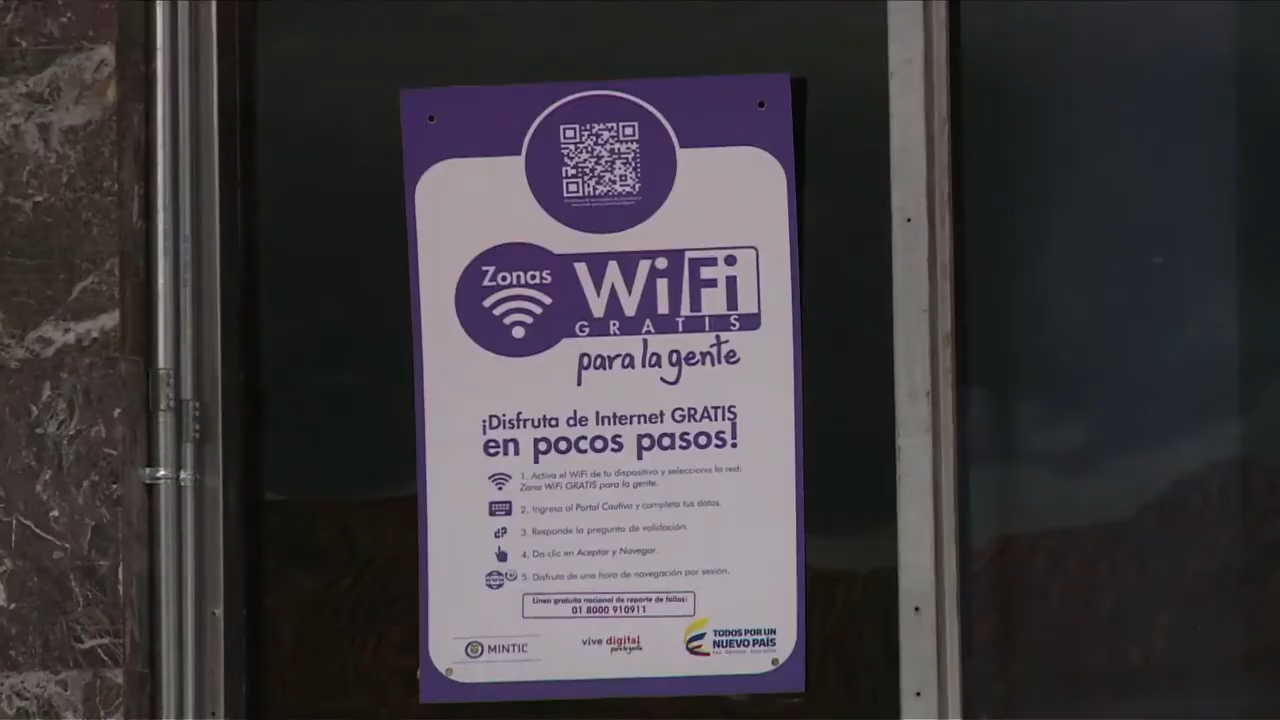 Zonas
WiFi
GRATIS
para la gente
¡Disfruta de Internet GRATIS
en pocos pasos!
1. Activa el WiFi de tu dispositivo y selecciona la red:
Zona WiFi GRATIS para la gente.
2. Ingresa al Portal Cautivo y completa tus datos.
3. Responde la pregunta de validación.
4. Da clic en Aceptar y Navegar.
5. Disfruta de una hora de navegación por sesión.
Línea gratuita nacional de reporte de fallas:
01 8000 910911
MINTIC
vive digital
para la gente
TODOS POR UN
NUEVO PAÍS
PAZ EQUIDAD EDUCACIÓN